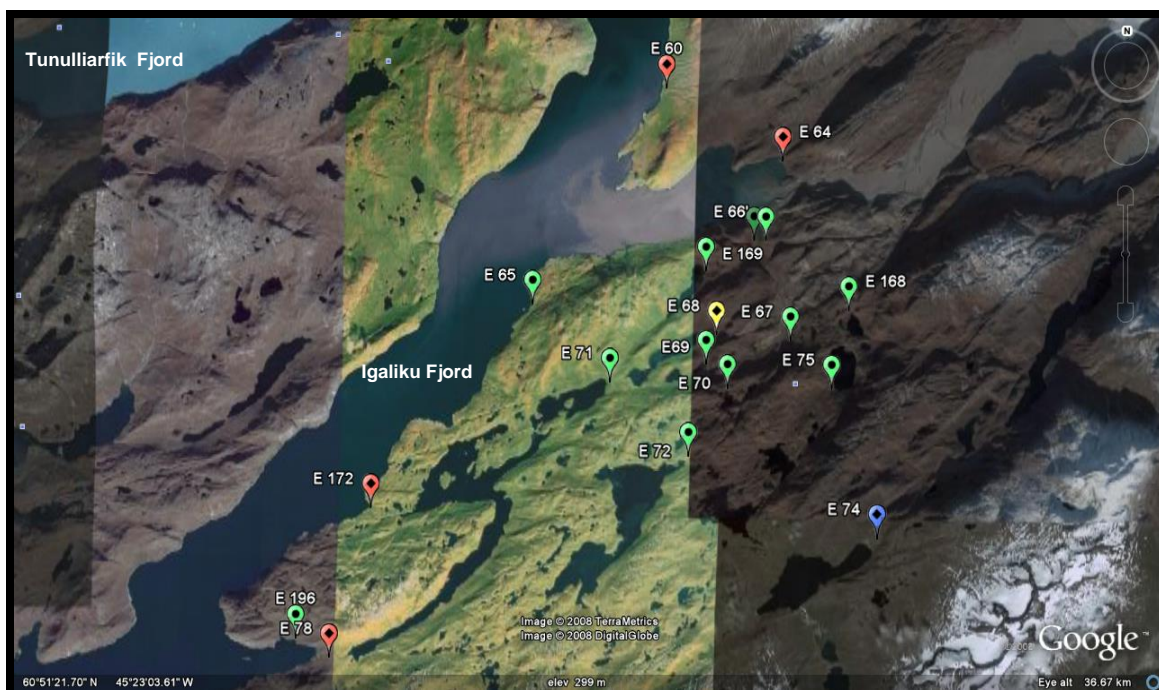 N
E 60
Tunulliarfik Fjord
E 64
E 66'
E 169
E 65
E 168
E 68
E 67
E69
E 71
E 75
Igaliku Fjord
E 70
E 72
E 172
E 74
E 196
E 78
Image © 2008 TerraMetrics
Image © 2008 DigitalGlobe
Google™
60°51'21.70" N 45°23'03.61" W
elev 299 m
Eye alt 36.67 km